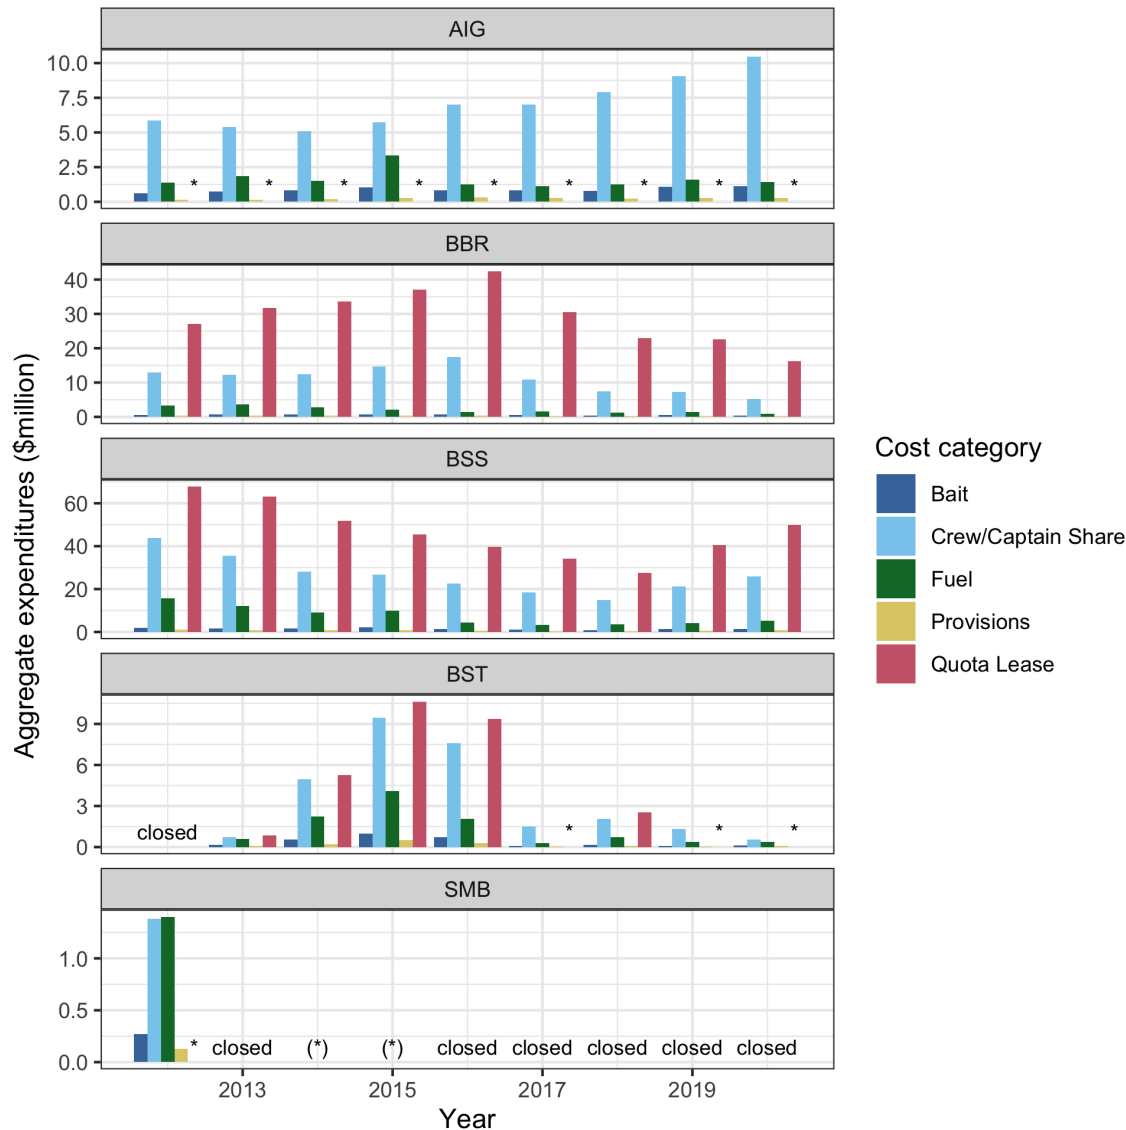 AIG
10.0
7.5
5.0
2.5
0.0
* * * * * * * * *
BBR
40
30
20
10
0
BSS
60
40
20
0
BST
9
6
3
0
closed * * *
SMB
1.0
0.5
0.0
* closed (*) (*) closed closed closed closed closed
2013 2015 2017 2019
Year
Aggregate expenditures ($million)
Cost category
Bait
Crew/Captain Share
Fuel
Provisions
Quota Lease